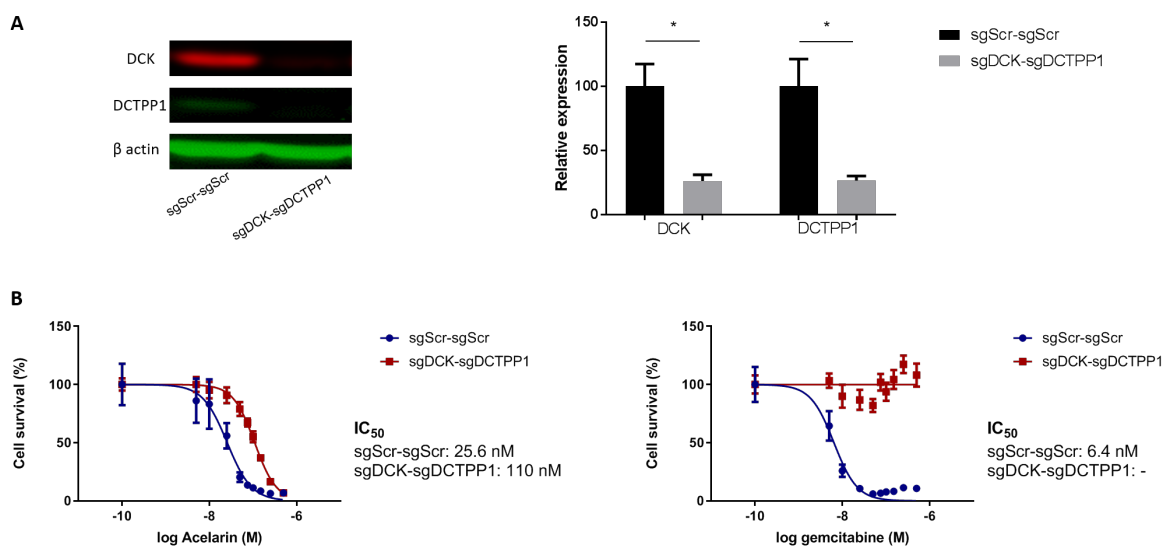 A
DCK
DCTPP1
β actin
sgScr-sgScr
sgDCK-sgDCTPP1
Relative expression
150
100
50
0
*
*
DCK
DCTPP1
sgScr-sgScr
sgDCK-sgDCTPP1
B
Cell survival (%)
150
100
50
0
-10
-8
-6
log Acelarin (M)
sgScr-sgScr
sgDCK-sgDCTPP1
IC50
sgScr-sgScr: 25.6 nM
sgDCK-sgDCTPP1: 110 nM
Cell survival (%)
150
100
50
0
-10
-8
-6
log gemcitabine (M)
sgScr-sgScr
sgDCK-sgDCTPP1
IC50
sgScr-sgScr: 6.4 nM
sgDCK-sgDCTPP1: -